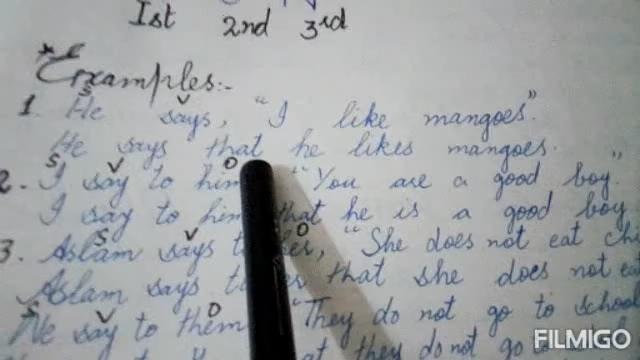 Ist 2nd 3rd
Examples:-
S V
1. He says, "I like mangoes".
He says that he likes mangoes.
S V O
2. I say to him "You are a good boy."
I say to him that he is a good boy
S V O
3. Aslam says to her, "She does not eat
Aslam says that she does not eat
S V O
We say to them "They do not go to school
that they do not go
FILMIGO